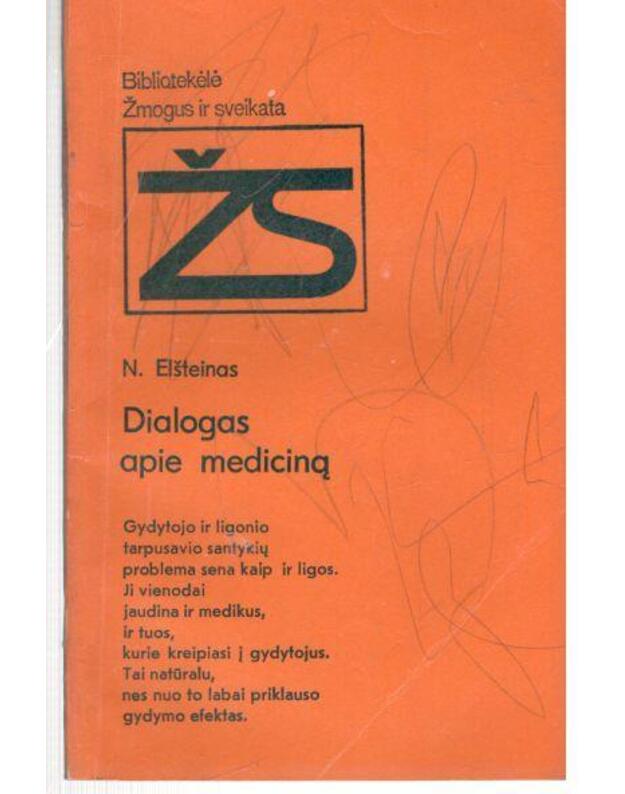 Bibliotekėlė
Žmogus ir sveikata
ŽS
N. Elšteinas
Dialogas
apie mediciną
Gydytojo ir ligonio
tarpusavio santykių
problema sena kaip ir ligos.
Ji vienodai
jaudina ir medikus,
ir tuos,
kurie kreipiasi į gydytojus.
Tai natūralu,
nes nuo to labai priklauso
gydymo efektas.